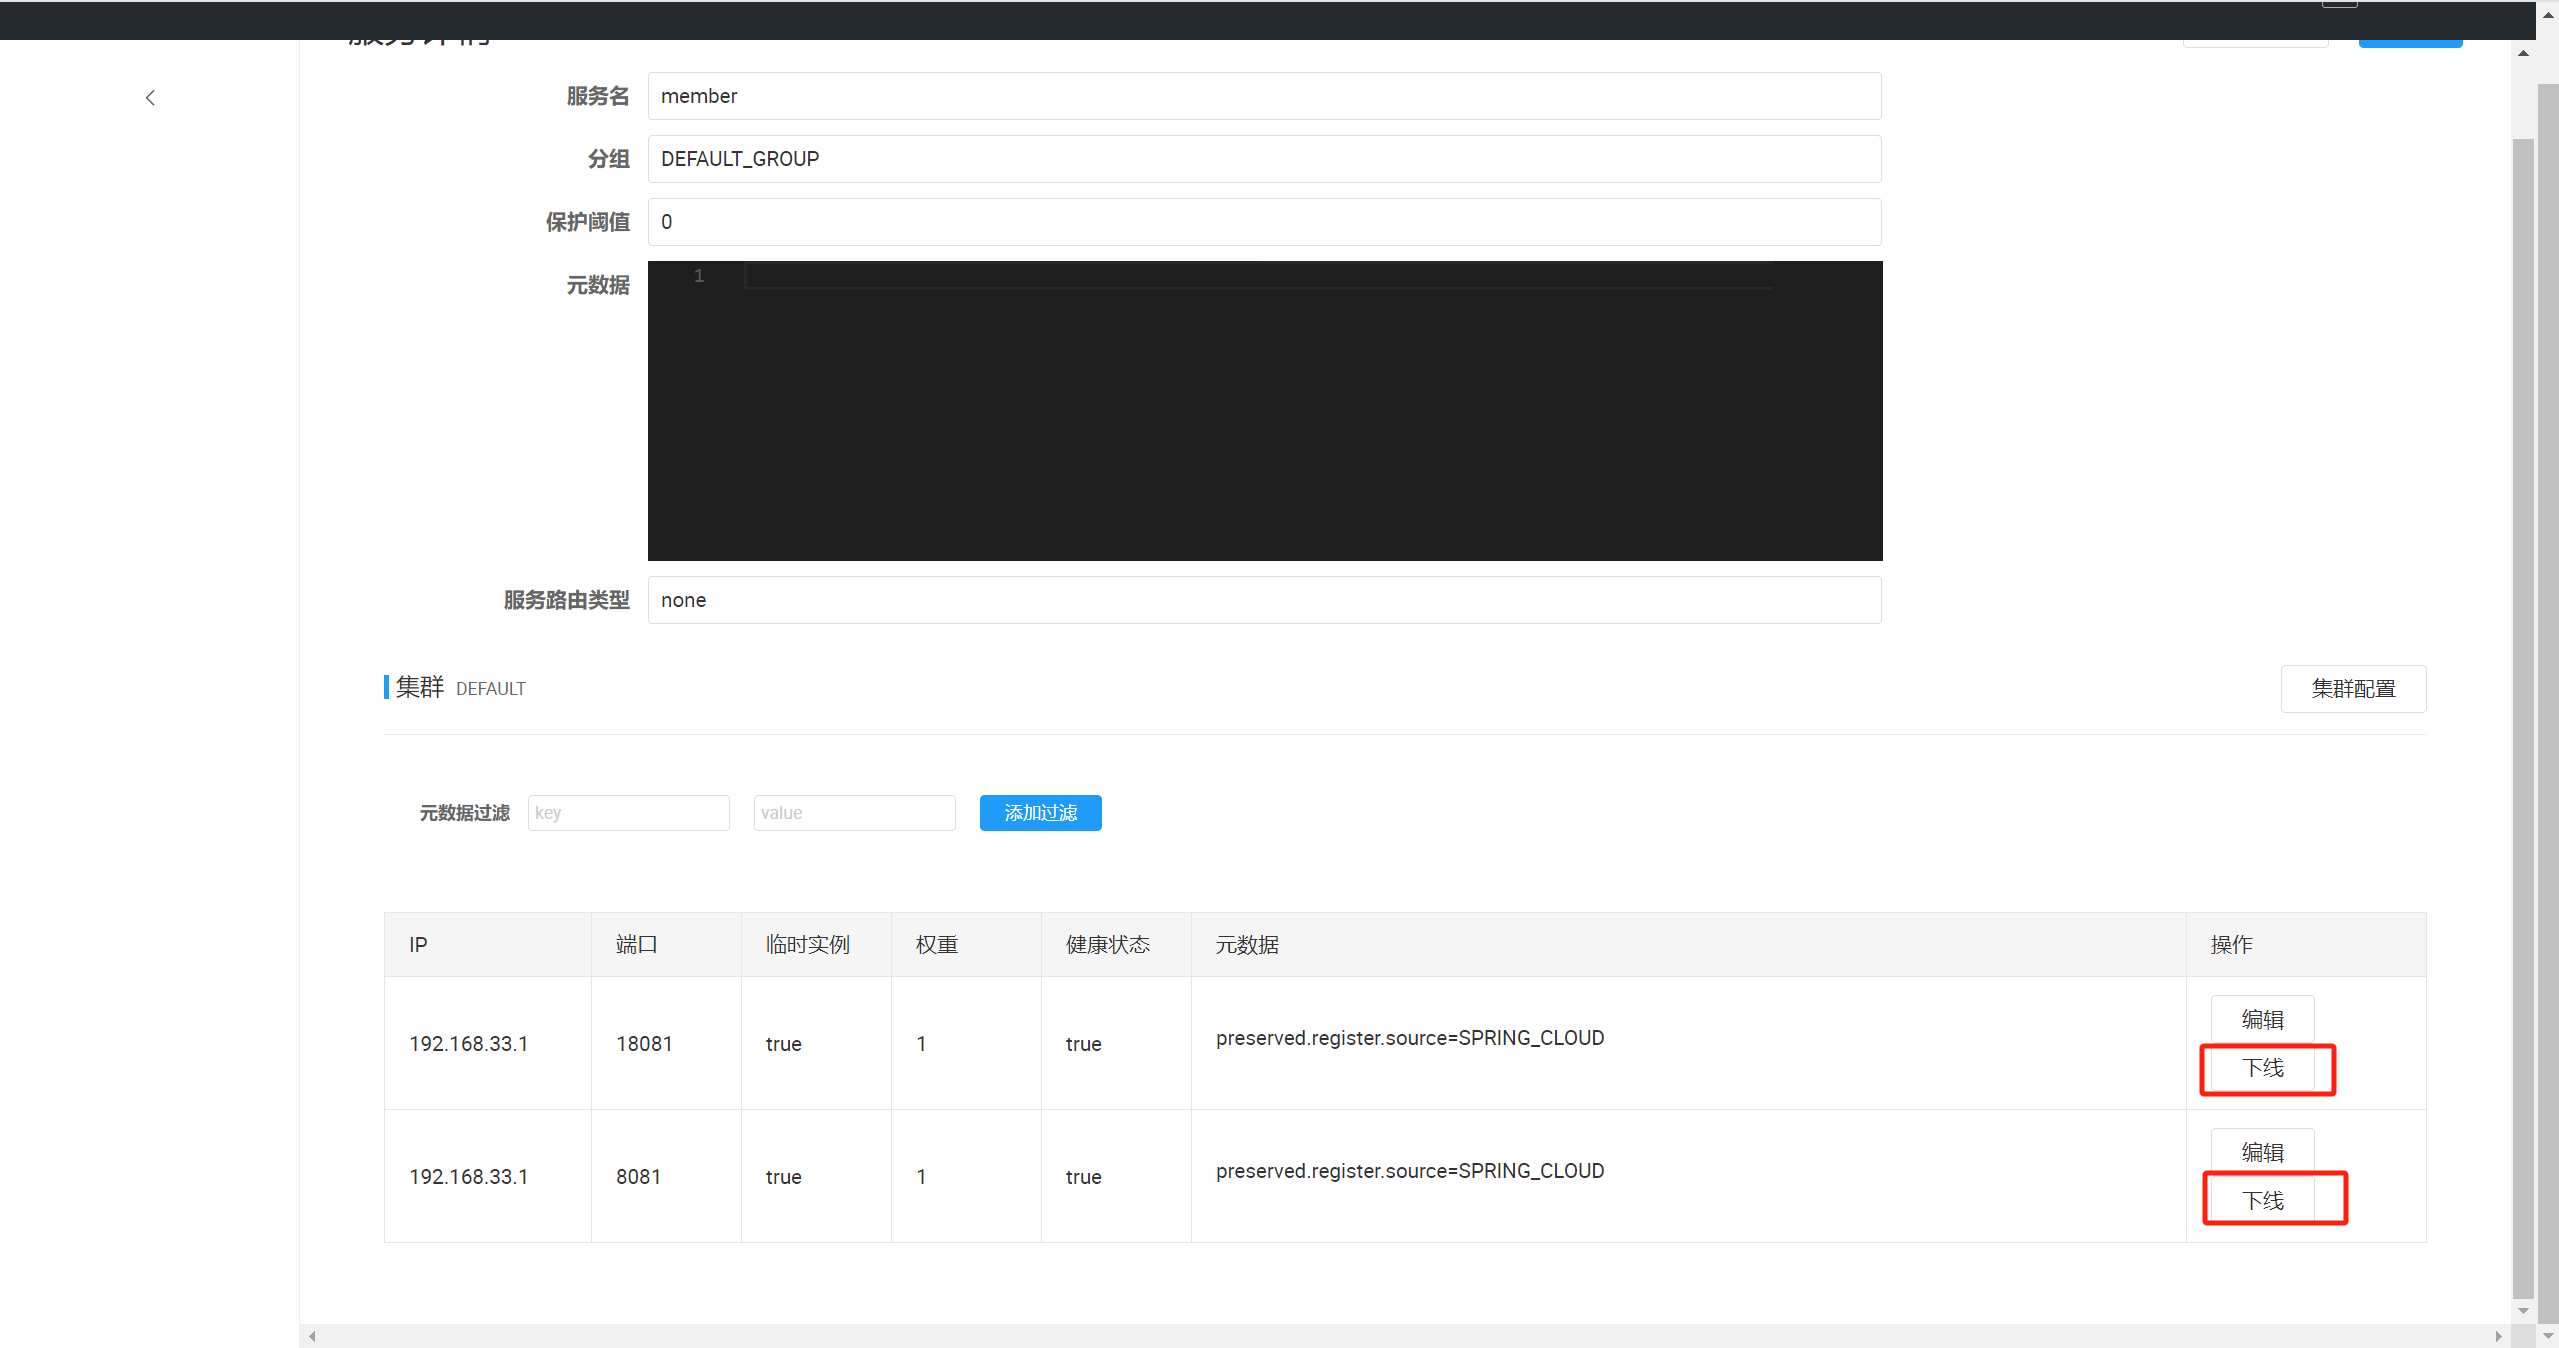 服务详情
服务名 member
分组 DEFAULT_GROUP
保护阈值 0
元数据 1
服务路由类型 none
集群 DEFAULT 集群配置
元数据过滤 key value 添加过滤
IP 端口 临时实例 权重 健康状态 元数据 操作
192.168.33.1 18081 true 1 true preserved.register.source=SPRING_CLOUD 编辑
下线
192.168.33.1 8081 true 1 true preserved.register.source=SPRING_CLOUD 编辑
下线